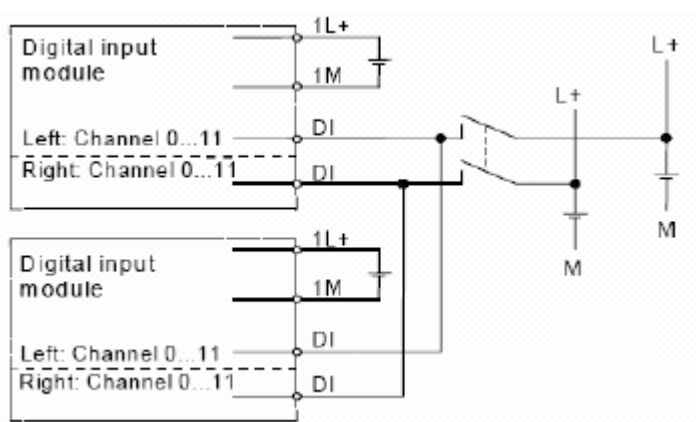 Digital input
module
1L+
1M
Left: Channel 0...11
DI
Right: Channel 0...11
DI
L+
L+
M
M
Digital input
module
1L+
1M
Left: Channel 0...11
DI
Right: Channel 0...11
DI